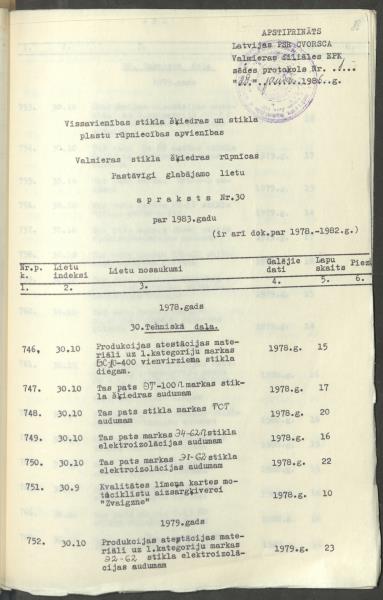 APSTIPRINĀTS
Latvijas PSR CVORSCA
Valmieras filiāles EPK
sēdes protokols Nr.
g.
Vissavienības stikla šķiedras un stikla
plastu rūpniecības apvienības
Valmieras stikla šķiedras rūpnīcas
Pastāvīgi glabājamo lietu
apraksts Nr.30
par 1983.gadu
(ir arī dok.par 1978.-1982.g.)
Nr.p. k. Lietu indeksi Lietu nosaukumi Galējie dati Lapu skaits Piez
1. 2. 3. 4. 5. 6.
1978.gads
30.Tehniskā daļa.
746. 30.10 Produkcijas atestācijas mate-
riāli uz 1.kategoriju markas
-10-400 vienvirziena stikla
diegam. 1978.g. 15
747. 30.10 Tas pats markas stik-
la šķiedras audumam 1978.g. 17
748. 30.10 Tas pats stikla markas
audumam 1978.g. 20
749. 30.10 Tas pats markas stikla
elektroizolācijas audumam 1978.g. 16
750. 30.10 Tas pats markas stikla
elektroizolācijas audumam 1978.g. 22
751. 30.9 Kvalitātes līmeņa kartes mo-
tociklistu aizsargķiverei
"Zvaigzne" 1978.g. 10
1979.gads
752. 30.10 Produkcijas atestācijas mate-
riāli uz 1.kategoriju markas
stikla elektroizolā-
cijas audumam 1979.g. 23